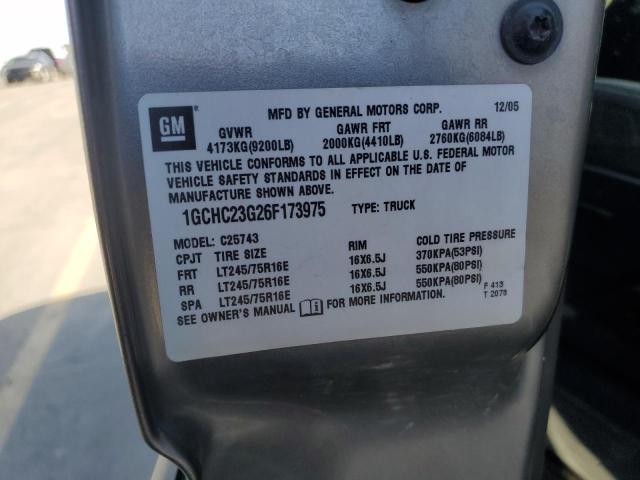 GM
MFD BY GENERAL MOTORS CORP. 12/05
GVWR GAWR FRT GAWR RR
4173KG(9200LB) 2000KG(4410LB) 2760KG(6084LB)
THIS VEHICLE CONFORMS TO ALL APPLICABLE U.S. FEDERAL MOTOR
VEHICLE SAFETY STANDARDS IN EFFECT ON THE DATE OF
MANUFACTURE SHOWN ABOVE.
1GCHC23G26F173975 TYPE: TRUCK
MODEL: C25743
CPJT TIRE SIZE RIM COLD TIRE PRESSURE
FRT LT245/75R16E 16X6.5J 370KPA(53PSI)
RR LT245/75R16E 16X6.5J 550KPA(80PSI)
SPA LT245/75R16E 16X6.5J 550KPA(80PSI)
SEE OWNER'S MANUAL FOR MORE INFORMATION.
F 413
T 2078